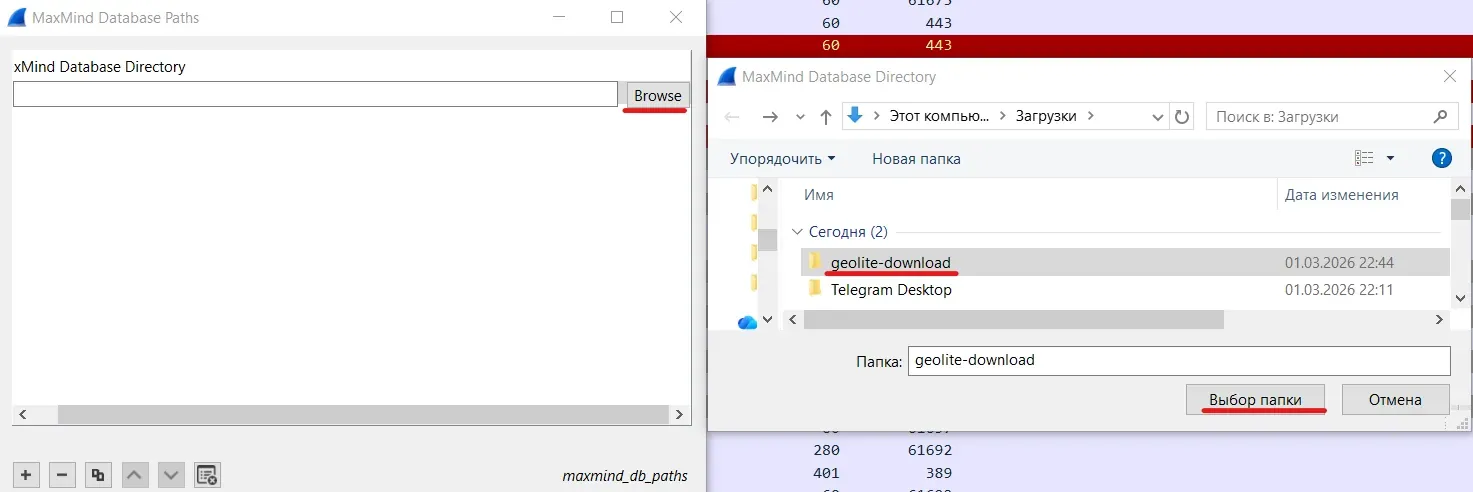 MaxMind Database Paths
xMind Database Directory
Browse
maxmind_db_paths
60 61675
60 443
60 443
MaxMind Database Directory
Этот компью... Загрузки
Поиск в: Загрузки
Упорядочить
Новая папка
?
Имя
Дата изменения
Сегодня (2)
geolite-download 01.03.2026 22:44
Telegram Desktop 01.03.2026 22:11
Папка: geolite-download
Выбор папки
Отмена
280 61692
401 389